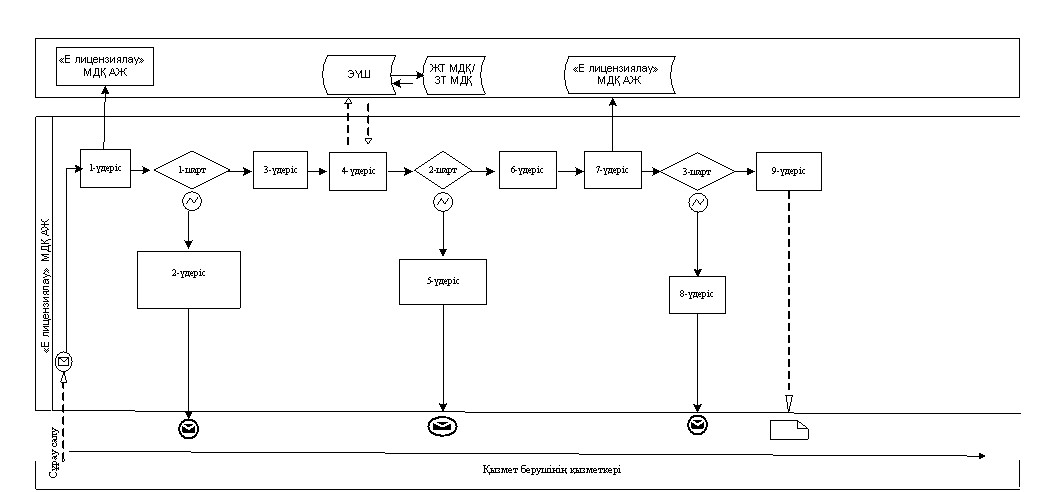 «Е лицензиялау»
МДҚ АЖ
ЭҮШ
ЖТ МДҚ/
ЗТ МДҚ
«Е лицензиялау»
МДҚ АЖ
1-үдеріс
1-шарт
3-үдеріс
4-үдеріс
2-шарт
6-үдеріс
7-үдеріс
3-шарт
9-үдеріс
2-үдеріс
5-үдеріс
8-үдеріс
«Е лицензиялау» МДҚ АЖ
Сұрау салу
Қызмет берушінің қызметкері